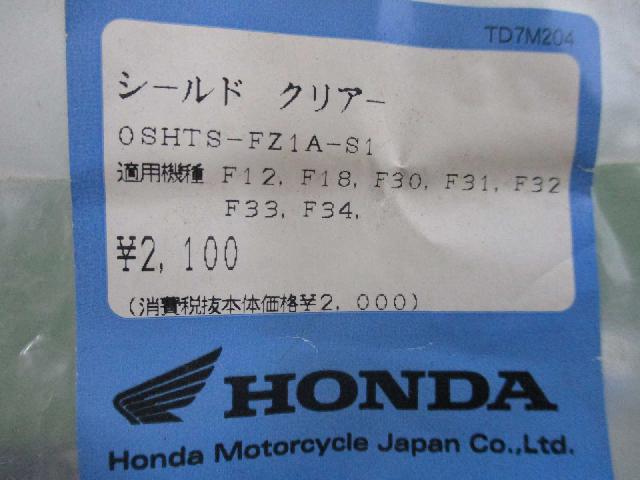 TD7M204
シールド クリアー
0SHTS-FZ1A-S1
適用機種 F12, F18, F30, F31, F32
F33, F34,
¥2,100
(消費税抜本体価格¥2,000)
HONDA
Honda Motorcycle Japan Co.,Ltd.